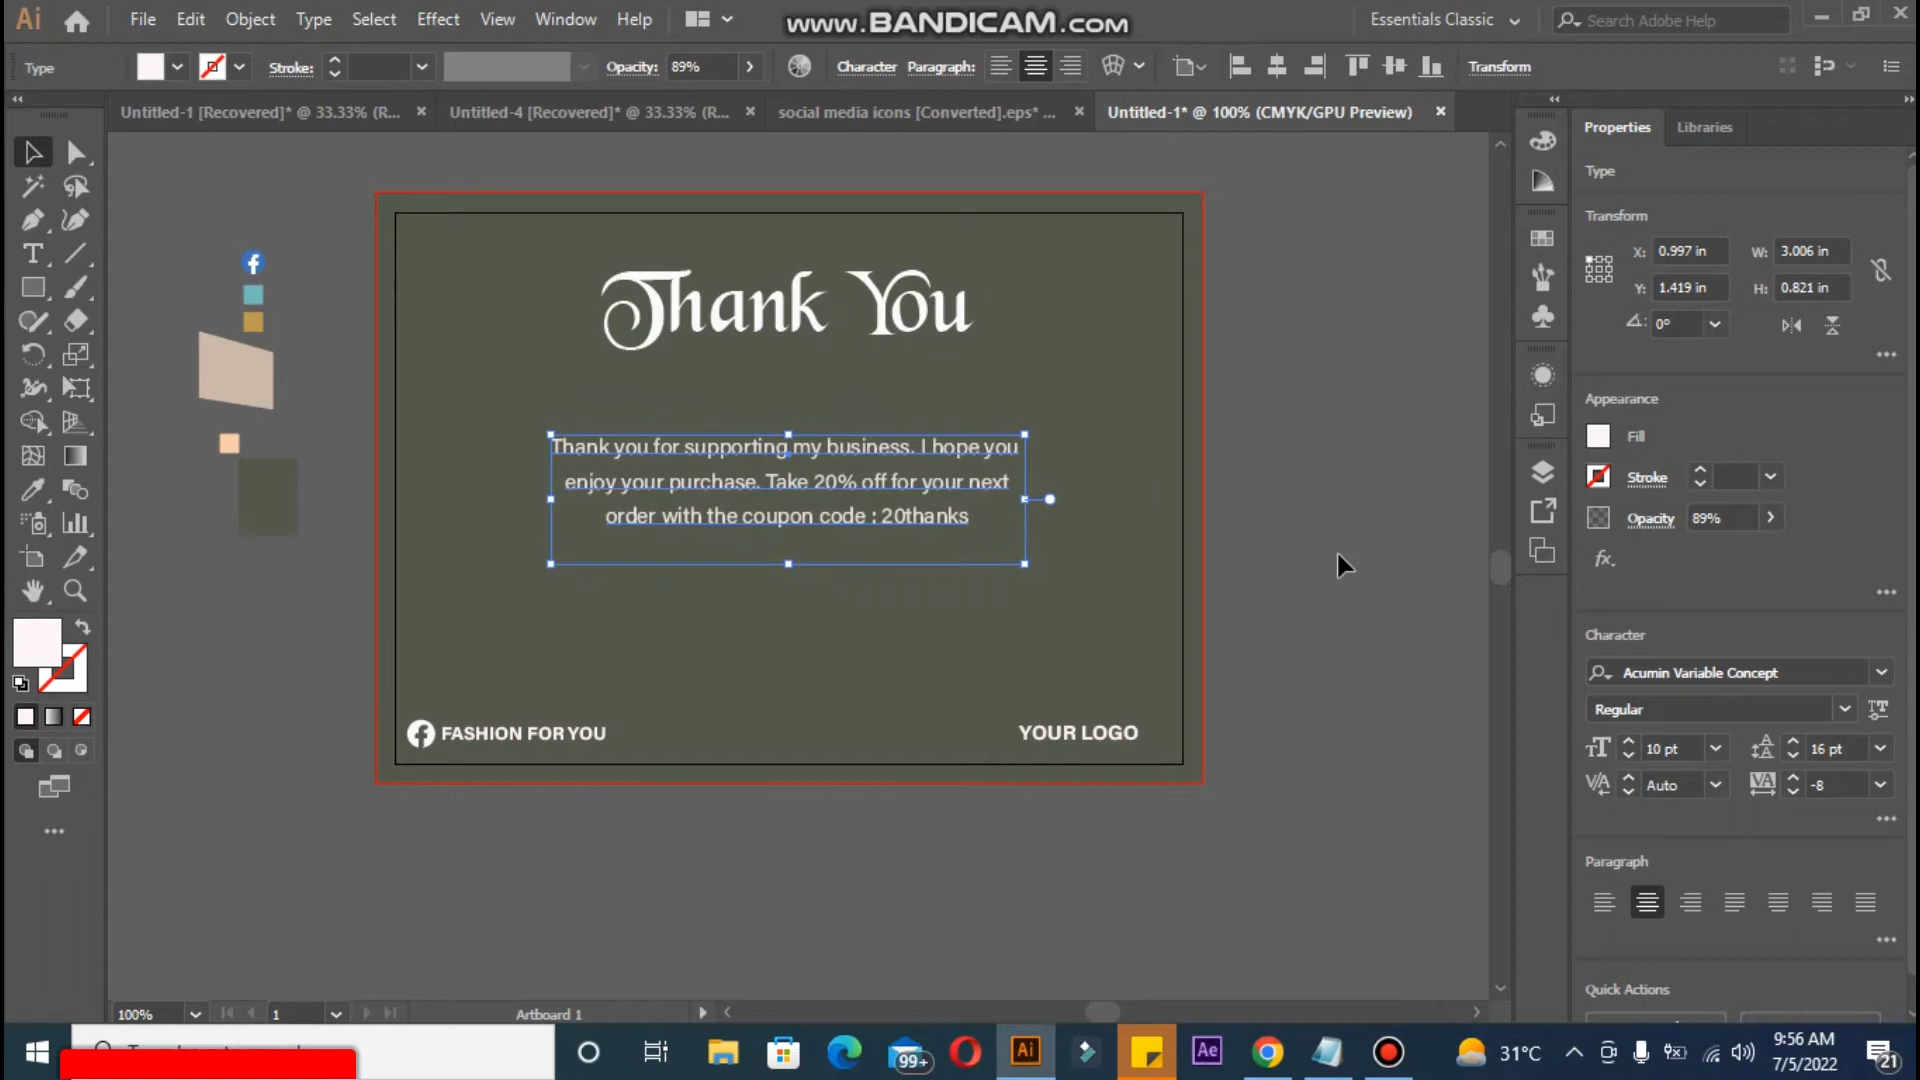 Ai File Edit Object Type Select Effect View Window Help
www.BANDICAM.com
Essentials Classic
Search Adobe Help
Type Stroke: Opacity: 89% Character Paragraph: Transform
Untitled-1 [Recovered]* @ 33.33% (R...
Untitled-4 [Recovered]* @ 33.33% (R...
social media icons [Converted].eps* ...
Untitled-1* @ 100% (CMYK/GPU Preview)
Properties Libraries
Type
Transform
X: 0.997 in W: 3.006 in
Y: 1.419 in H: 0.821 in
0°
Appearance
Fill
Stroke
Opacity 89%
fx.
Character
Acumin Variable Concept
Regular
10 pt 16 pt
Auto -8
Paragraph
Quick Actions
Thank You
Thank you for supporting my business. I hope you
enjoy your purchase. Take 20% off for your next
order with the coupon code : 20thanks
FASHION FOR YOU
YOUR LOGO
100% 1 Artboard 1
99+
Ai
Ae
31°C
9:56 AM
7/5/2022
21